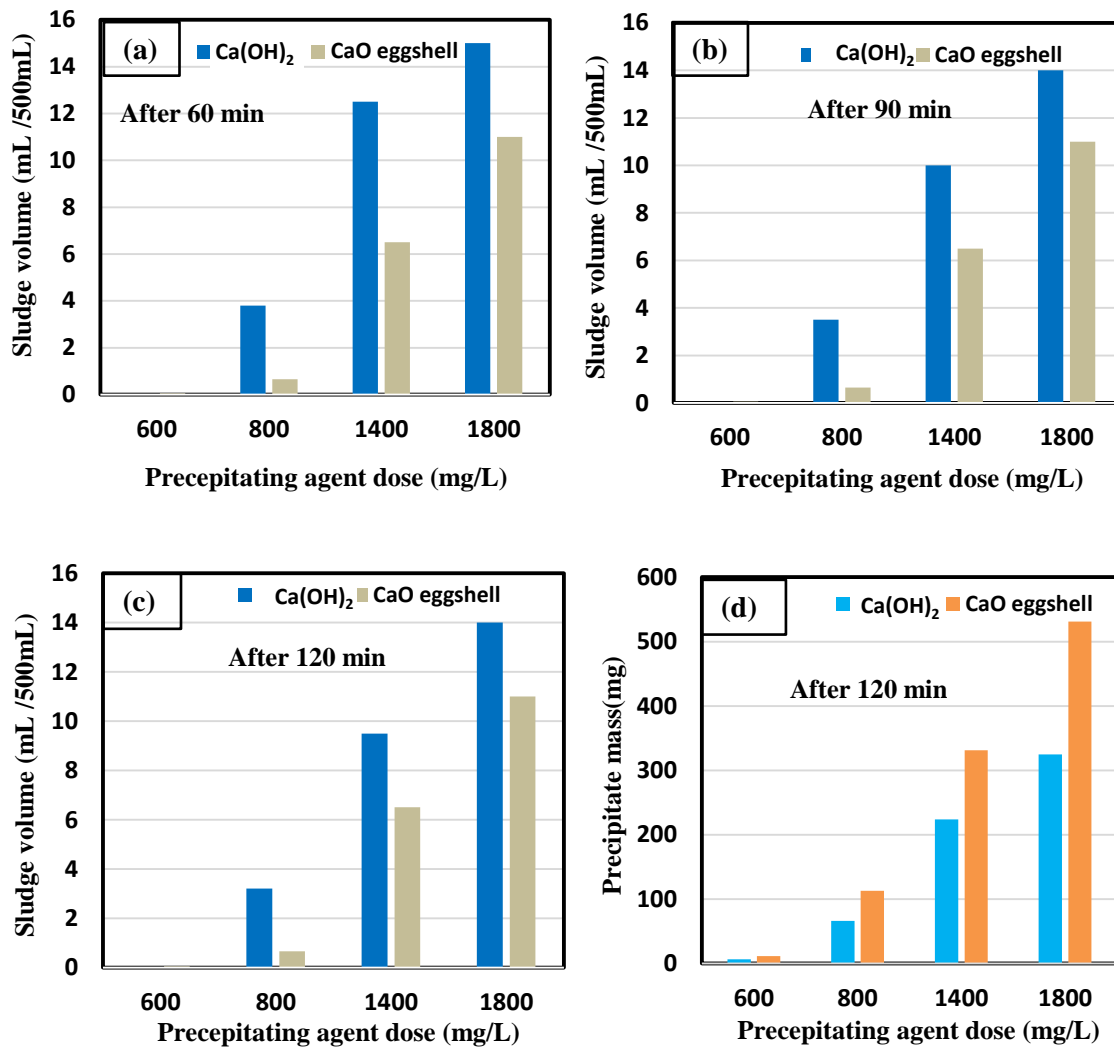 (a)
Ca(OH)2 CaO eggshell
After 60 min
Sludge volume (mL /500mL)
16
14
12
10
8
6
4
2
0
600 800 1400 1800
Precepitating agent dose (mg/L)
(b)
Ca(OH)2 CaO eggshell
After 90 min
Sludge volume (mL /500mL)
16
14
12
10
8
6
4
2
0
600 800 1400 1800
Precepitating agent dose (mg/L)
(c)
Ca(OH)2 CaO eggshell
After 120 min
Sludge volume (mL /500mL)
16
14
12
10
8
6
4
2
0
600 800 1400 1800
Precepitating agent dose (mg/L)
(d)
Ca(OH)2 CaO eggshell
After 120 min
Precipitate mass(mg)
600
500
400
300
200
100
0
600 800 1400 1800
Precepitating agent dose (mg/L)